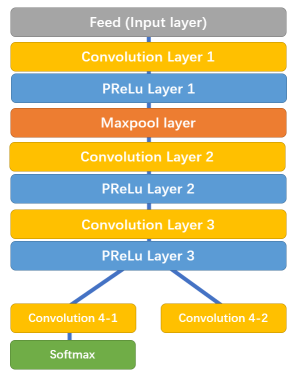 Feed (Input layer)
Convolution Layer 1
PReLu Layer 1
Maxpool layer
Convolution Layer 2
PReLu Layer 2
Convolution Layer 3
PReLu Layer 3
Convolution 4-1
Convolution 4-2
Softmax